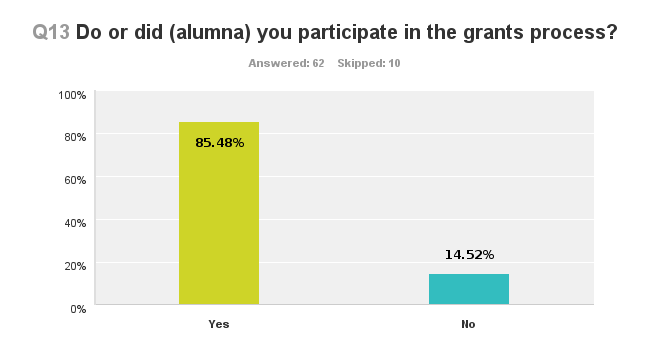 Q13 Do or did (alumna) you participate in the grants process?
Answered: 62 Skipped: 10
100%
80%
60%
40%
20%
0%
85.48%
14.52%
Yes No